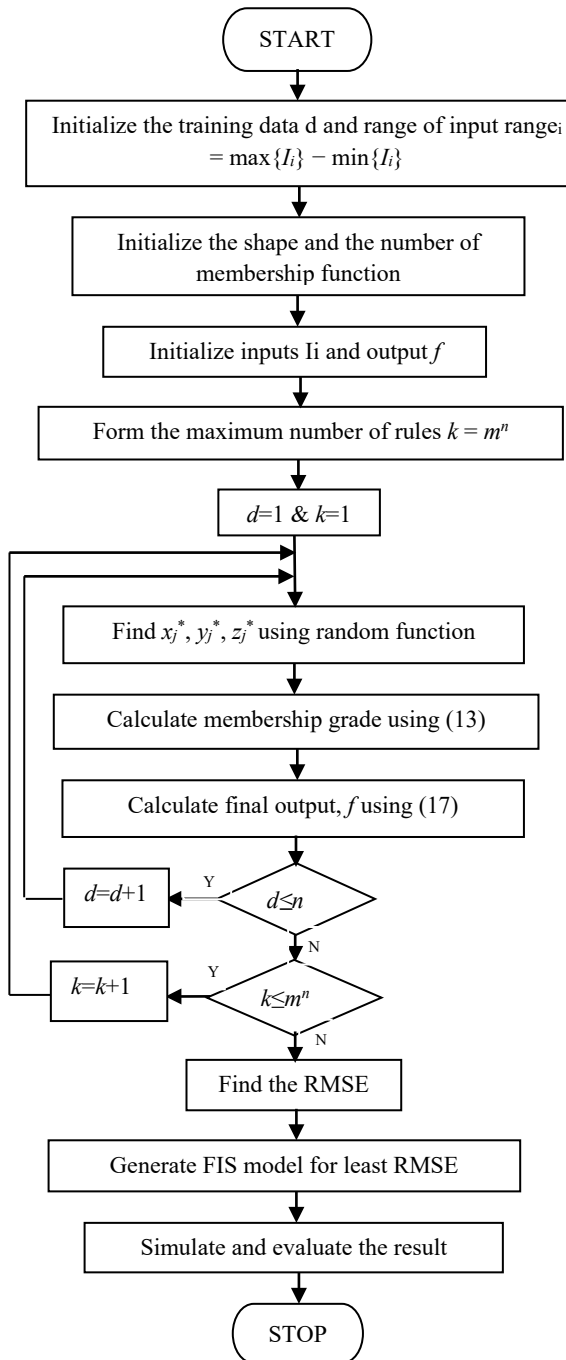 START
Initialize the training data d and range of input rangeᵢ
= max{Iᵢ} − min{Iᵢ}
Initialize the shape and the number of
membership function
Initialize inputs Ii and output f
Form the maximum number of rules k = mⁿ
d=1 & k=1
Find xⱼ*, yⱼ*, zⱼ* using random function
Calculate membership grade using (13)
Calculate final output, f using (17)
d=d+1
Y
d≤n
N
k=k+1
Y
k≤mⁿ
N
Find the RMSE
Generate FIS model for least RMSE
Simulate and evaluate the result
STOP